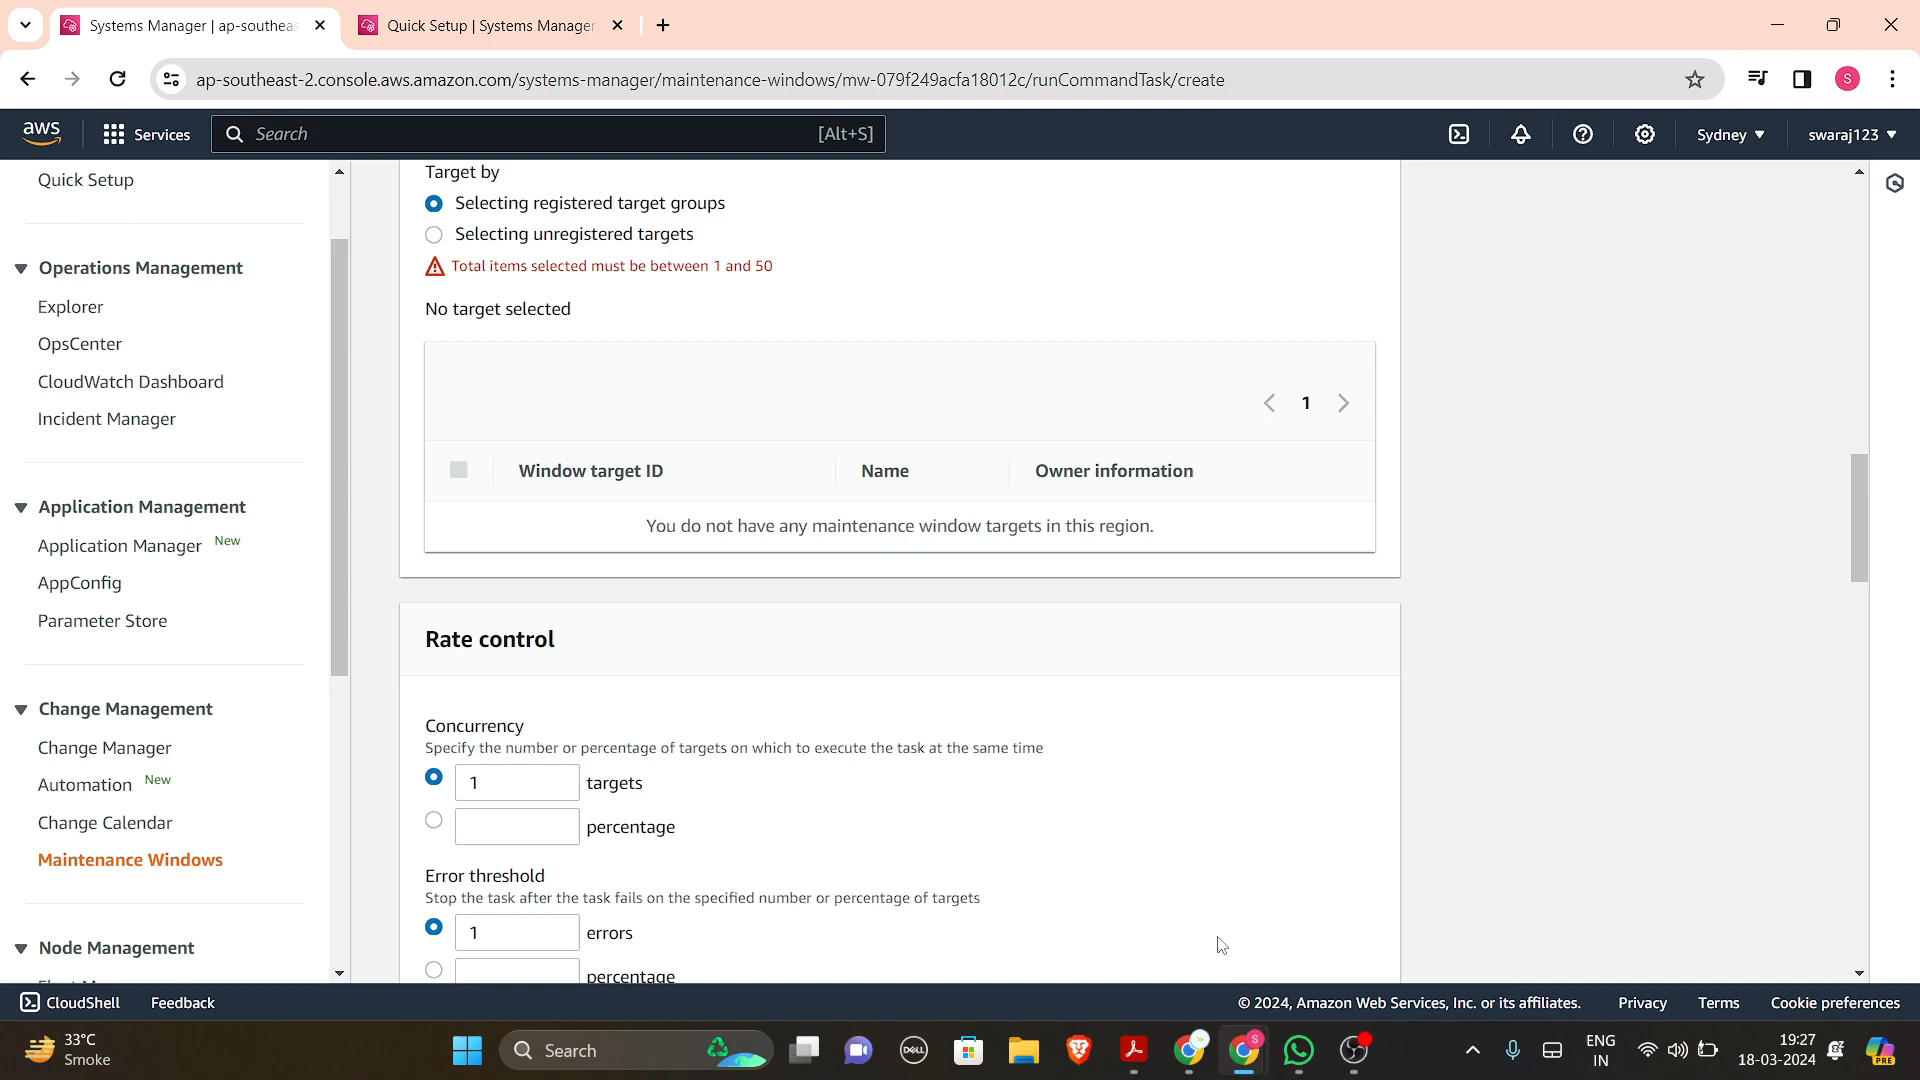 Systems Manager | ap-southeas
Quick Setup | Systems Manager
ap-southeast-2.console.aws.amazon.com/systems-manager/maintenance-windows/mw-079f249acfa18012c/runCommandTask/create
S
aws
Services
Search
[Alt+S]
Sydney
swaraj123
Quick Setup
Operations Management
Explorer
OpsCenter
CloudWatch Dashboard
Incident Manager
Application Management
Application Manager New
AppConfig
Parameter Store
Change Management
Change Manager
Automation New
Change Calendar
Maintenance Windows
Node Management
Target by
Selecting registered target groups
Selecting unregistered targets
Total items selected must be between 1 and 50
No target selected
1
Window target ID
Name
Owner information
You do not have any maintenance window targets in this region.
Rate control
Concurrency
Specify the number or percentage of targets on which to execute the task at the same time
1 targets
percentage
Error threshold
Stop the task after the task fails on the specified number or percentage of targets
1 errors
percentage
CloudShell
Feedback
© 2024, Amazon Web Services, Inc. or its affiliates.
Privacy
Terms
Cookie preferences
33°C
Smoke
Search
DELL
S
ENG
IN
19:27
18-03-2024
PRE